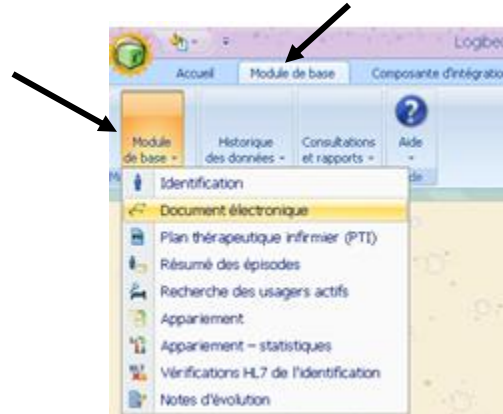 Logibec
Accueil
Module de base
Composante d'intégration
Module
de base
Historique
des données
Consultations
et rapports
Aide
Identification
Document électronique
Plan thérapeutique infirmier (PTI)
Résumé des épisodes
Recherche des usagers actifs
Appariement
Appariement – statistiques
Vérifications HL7 de l'identification
Notes d'évolution